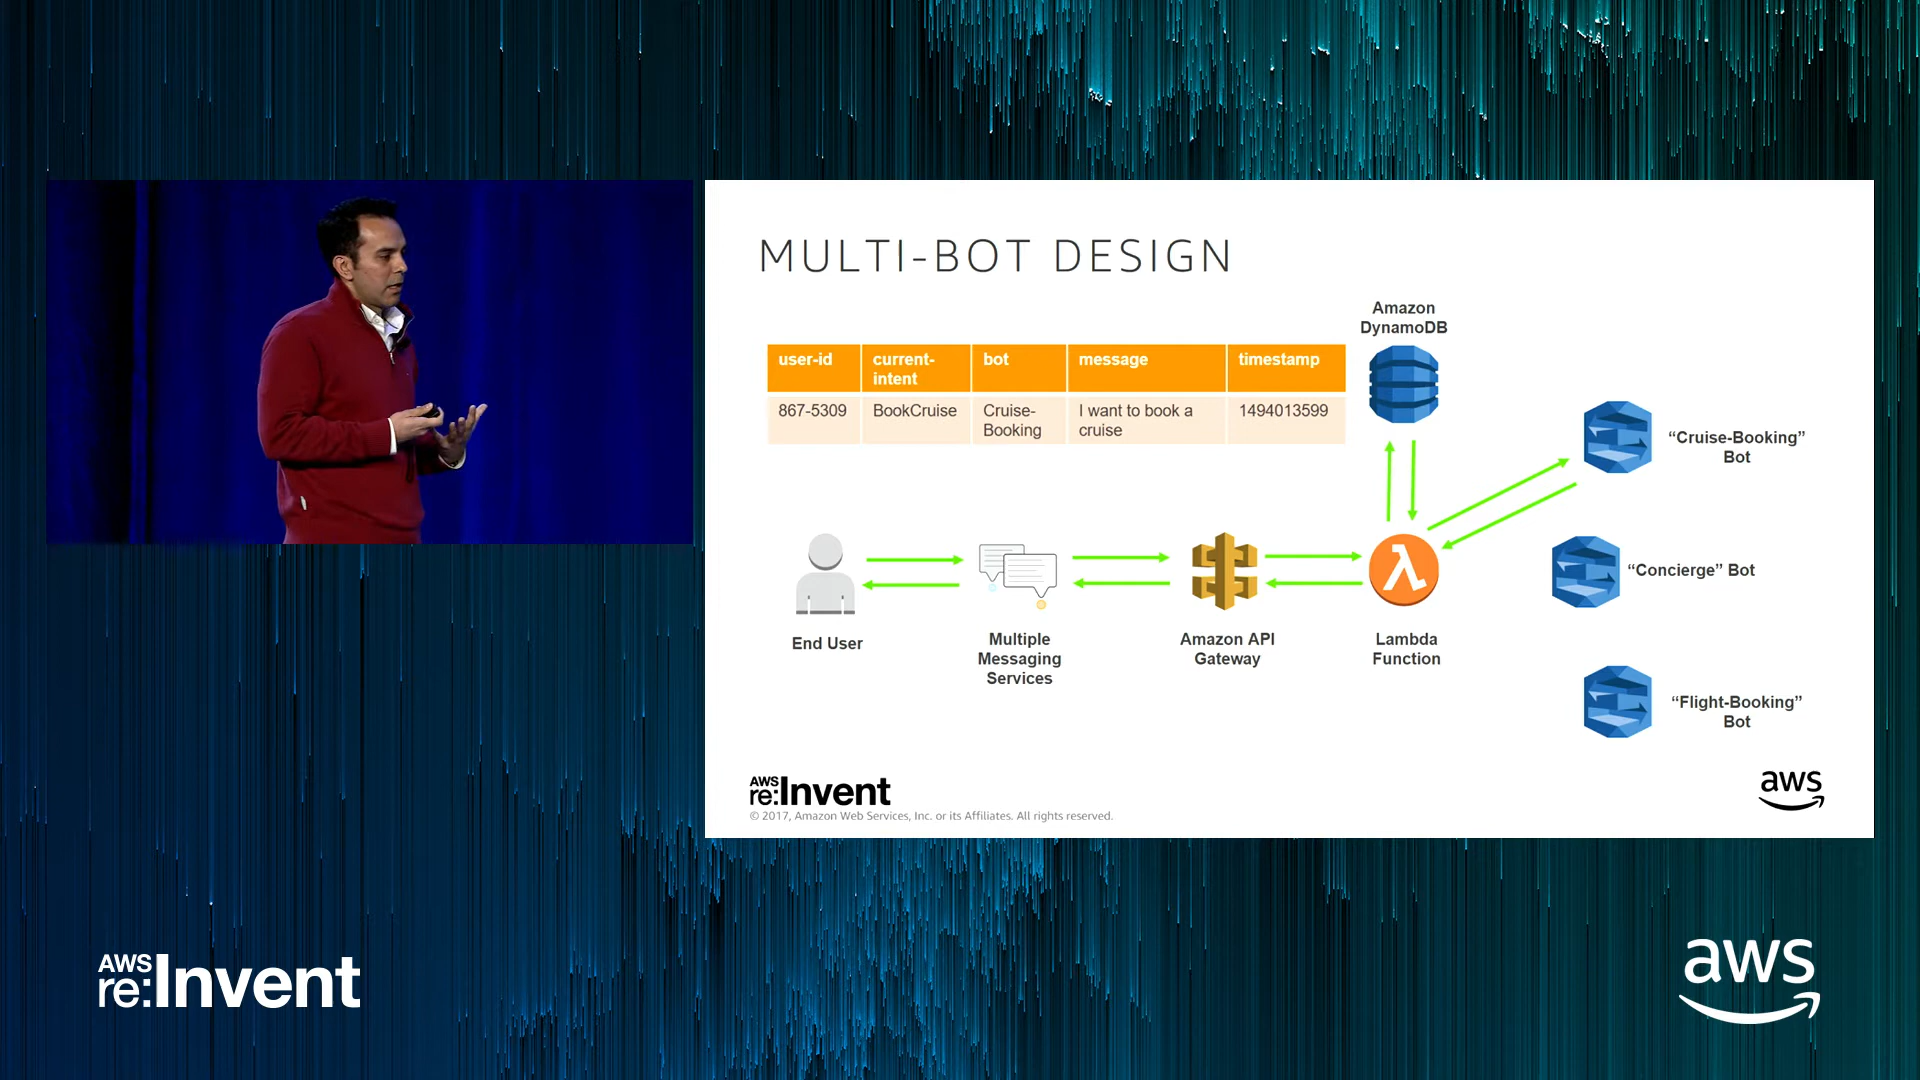 MULTI-BOT DESIGN
Amazon
DynamoDB
user-id current- bot message timestamp
intent
867-5309 BookCruise Cruise- I want to book a 1494013599
Booking cruise
“Cruise-Booking”
Bot
“Concierge” Bot
End User
Multiple
Messaging
Services
Amazon API
Gateway
Lambda
Function
“Flight-Booking”
Bot
AWS
re:Invent
© 2017, Amazon Web Services, Inc. or its Affiliates. All rights reserved.
aws
AWS
re:Invent
aws